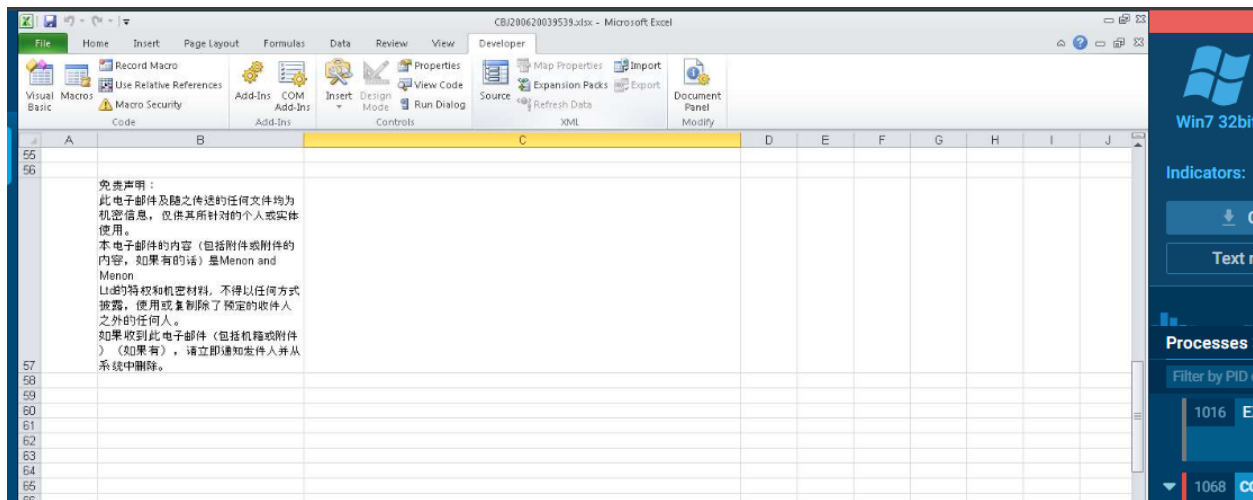 CBJ200620039539.xlsx - Microsoft Excel
File Home Insert Page Layout Formulas Data Review View Developer
Visual Basic
Macros
Record Macro
Use Relative References
Macro Security
Code
Add-Ins
COM Add-Ins
Add-Ins
Insert
Design Mode
Properties
View Code
Run Dialog
Controls
Source
Map Properties
Expansion Packs
Refresh Data
Import
Export
XML
Document Panel
Modify
A B C D E F G H I J
55
56
免责声明：
此电子邮件及随之传送的任何文件均为
机密信息，仅供其所针对的个人或实体
使用。
本电子邮件的内容（包括附件或附件的
内容，如果有的话）是Menon and
Menon
Ltd的特权和机密材料，不得以任何方式
披露，使用或复制除了预定的收件人
之外的任何人。
如果收到此电子邮件（包括机箱或附件
）（如果有），请立即通知发件人并从
系统中删除。
57
58
59
60
61
62
63
64
65
66
Win7 32bit
Indicators:
Text
Processes
Filter by PID
1016
1068